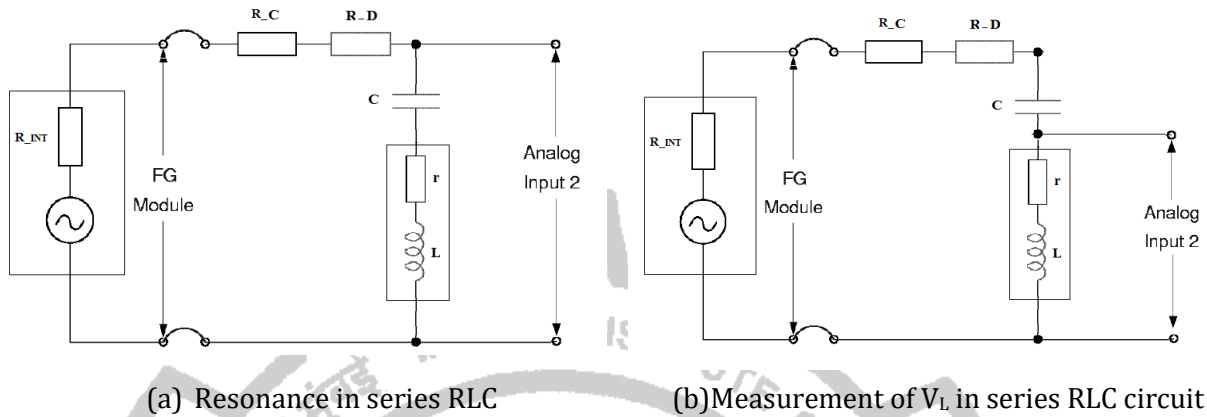 R_C
R_D
R_INT
FG
Module
C
r
L
Analog
Input 2
R_C
R_D
R_INT
FG
Module
C
r
L
Analog
Input 2
(a) Resonance in series RLC
(b)Measurement of VL in series RLC circuit